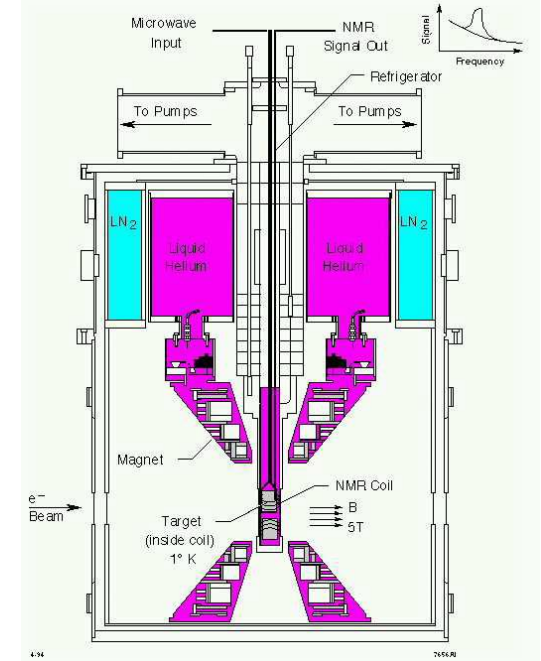 Microwave
Input
NMR
Signal Out
Signal
Frequency
Refrigerator
To Pumps
To Pumps
LN2
Liquid
Helium
Liquid
Helium
LN2
Magnet
e−
Beam
NMR Coil
Target
(inside coil)
1° K
B
5T
4-94
7656A1